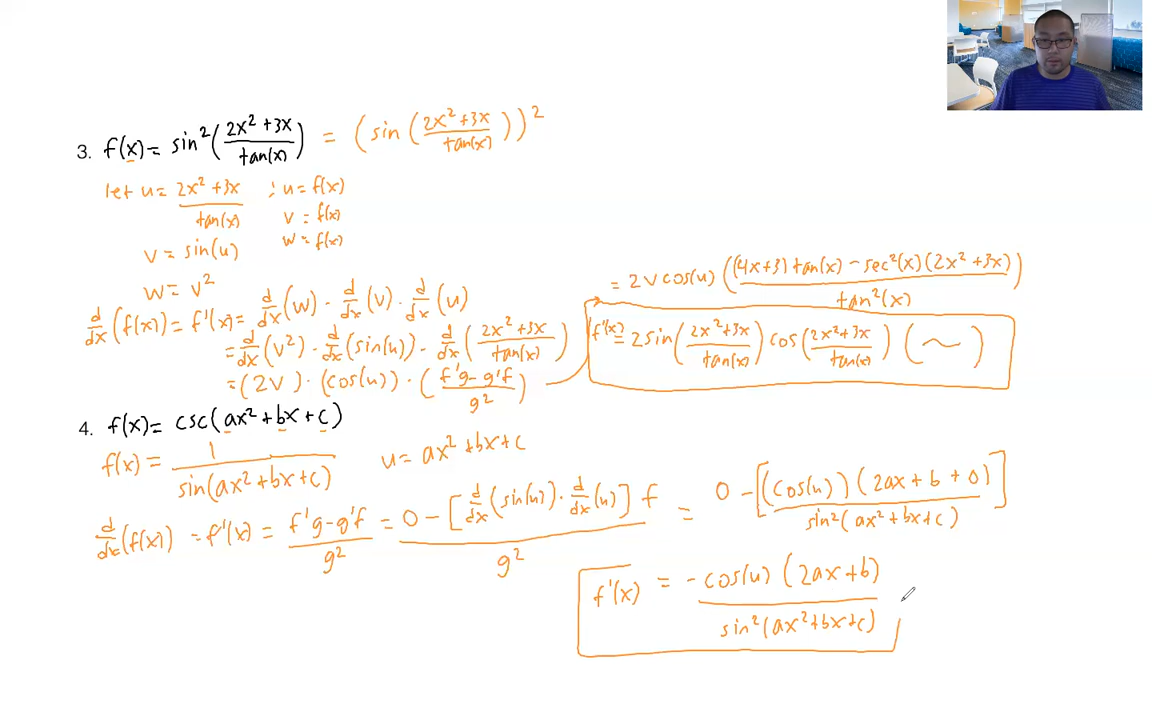 3. f(x) = sin²( (2x² + 3x) / tan(x) ) = ( sin ( (2x² + 3x) / tan(x) ) )²
let u = (2x² + 3x) / tan(x) ; u = f(x)
v = f(x)
v = sin(u) w = f(x)
w = v²
d/dx (f(x)) = f'(x) = d/dx (w) · d/dx (v) · d/dx (u)
= d/dx (v²) · d/dx (sin(u)) · d/dx ( (2x² + 3x) / tan(x) )
= (2v) · (cos(u)) · ( (f'g - g'f) / g² )
= 2v cos(u) ( ((4x+3) tan(x) - sec²(x) (2x² + 3x)) / tan²(x) )
f'(x) = 2 sin ( (2x² + 3x) / tan(x) ) cos ( (2x² + 3x) / tan(x) ) ( ~ )
4. f(x) = csc(ax² + bx + c)
f(x) = 1 / sin(ax² + bx + c) u = ax² + bx + c
d/dx (f(x)) = f'(x) = (f'g - g'f) / g² = (0 - [ d/dx (sin(u)) · d/dx (u) ] f) / g² = 0 - [ (cos(u)) (2ax + b + 0) / sin²(ax² + bx + c) ]
f'(x) = -cos(u) (2ax + b) / sin²(ax² + bx + c)